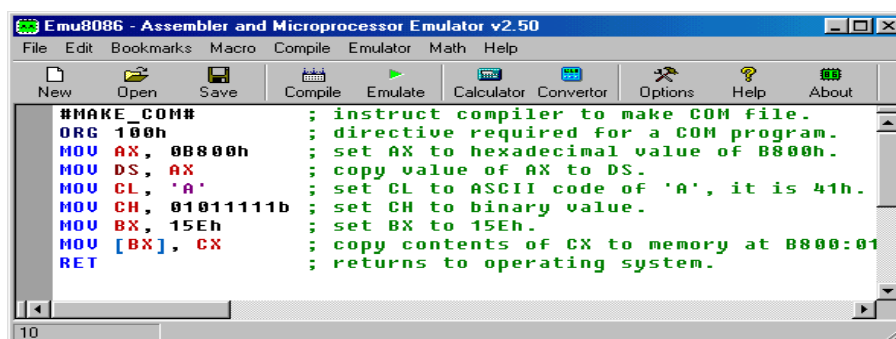 Emu8086 - Assembler and Microprocessor Emulator v2.50
File Edit Bookmarks Macro Compile Emulator Math Help
New Open Save Compile Emulate Calculator Convertor Options Help About
#MAKE_COM# ; instruct compiler to make COM file.
ORG 100h ; directive required for a COM program.
MOV AX, 0B800h ; set AX to hexadecimal value of B800h.
MOV DS, AX ; copy value of AX to DS.
MOV CL, 'A' ; set CL to ASCII code of 'A', it is 41h.
MOV CH, 01011111b ; set CH to binary value.
MOV BX, 15Eh ; set BX to 15Eh.
MOV [BX], CX ; copy contents of CX to memory at B800:01
RET ; returns to operating system.
10